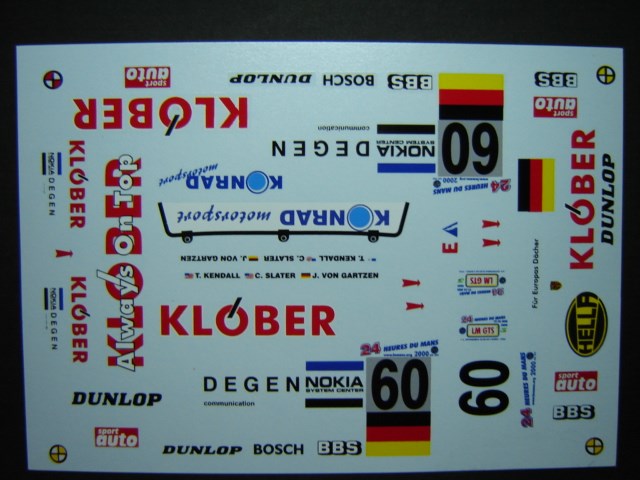 sport
auto
DUNLOP
BOSCH
BBS
BBS
sport
auto
KLÖBER
communication
DEGEN
NOKIA
SYSTEM CENTER
60
24 HEURES DU MANS
2000
KLÖBER
DUNLOP
NOKIA
DEGEN
KLÖBER
KLÖBER
Always On Top
KONRAD
motorsport
KONRAD
motorsport
T. KENDALL
C. SLATER
J. VON GARTZEN
T. KENDALL
C. SLATER
J. VON GARTZEN
E
LM GTS
LM GTS
Für Europas Dächer
HELLA
NOKIA
DEGEN
KLÖBER
KLÖBER
24 HEURES DU MANS
2000
DEGEN
communication
NOKIA
SYSTEM CENTER
60
60
24 HEURES DU MANS
2000
DUNLOP
sport
auto
sport
auto
BBS
DUNLOP
BOSCH
BBS